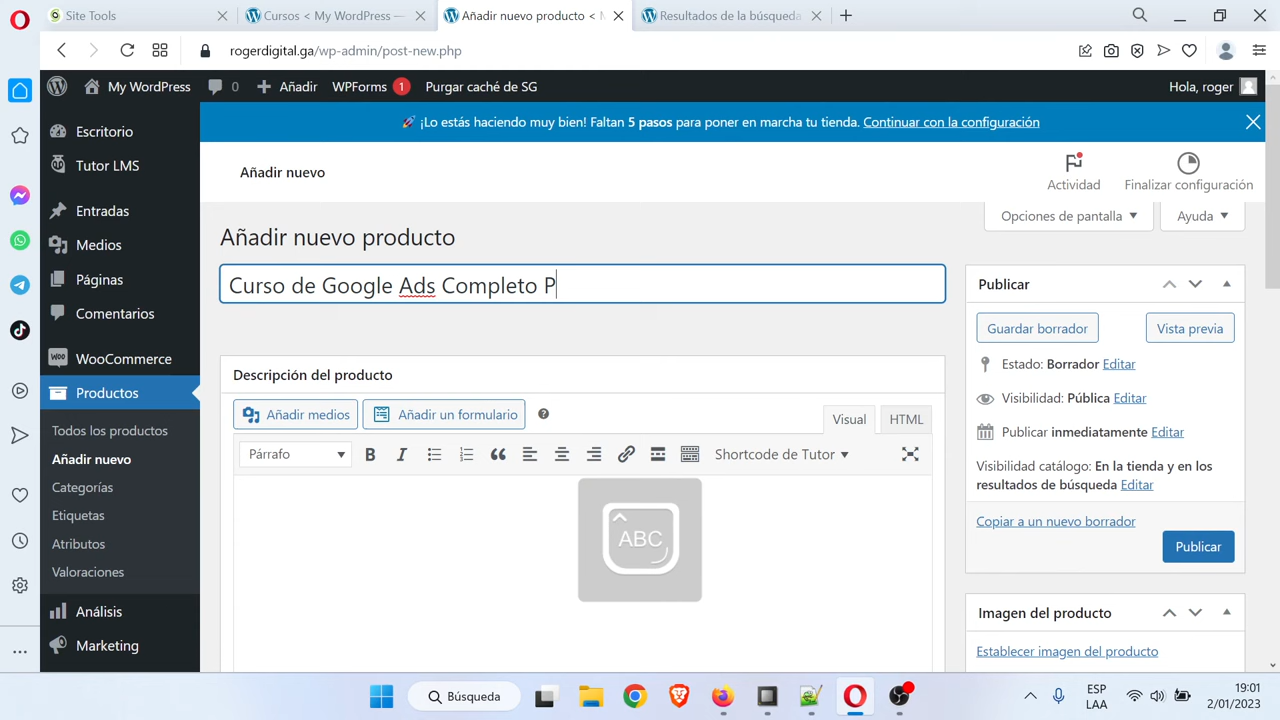 Site Tools
Cursos < My WordPress —
Añadir nuevo producto < M
Resultados de la búsqueda
rogerdigital.ga/wp-admin/post-new.php
My WordPress
0
Añadir
WPForms
1
Purgar caché de SG
Hola, roger
Escritorio
Tutor LMS
Entradas
Medios
Páginas
Comentarios
WooCommerce
Productos
Todos los productos
Añadir nuevo
Categorías
Etiquetas
Atributos
Valoraciones
Análisis
Marketing
🚀 ¡Lo estás haciendo muy bien! Faltan 5 pasos para poner en marcha tu tienda. Continuar con la configuración
Añadir nuevo
Actividad
Finalizar configuración
Opciones de pantalla
Ayuda
Añadir nuevo producto
Curso de Google Ads Completo P
Descripción del producto
Añadir medios
Añadir un formulario
Visual
HTML
Párrafo
B
I
Shortcode de Tutor
ABC
Publicar
Guardar borrador
Vista previa
Estado: Borrador Editar
Visibilidad: Pública Editar
Publicar inmediatamente Editar
Visibilidad catálogo: En la tienda y en los
resultados de búsqueda Editar
Copiar a un nuevo borrador
Publicar
Imagen del producto
Establecer imagen del producto
Búsqueda
ESP
LAA
19:01
2/01/2023